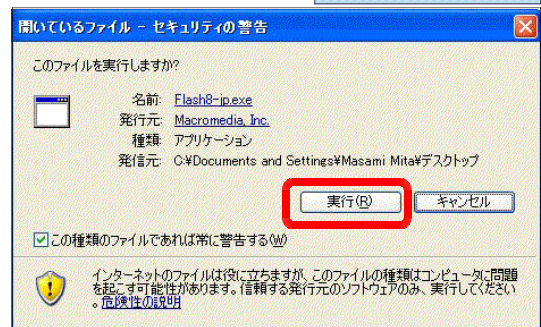 開いているファイル - セキュリティの警告
このファイルを実行しますか?
名前: Flash8-jp.exe
発行元: Macromedia, Inc.
種類: アプリケーション
発信元: C:¥Documents and Settings¥Masami Mita¥デスクトップ
実行(R) キャンセル
この種類のファイルであれば常に警告する(W)
インターネットのファイルは役に立ちますが、このファイルの種類はコンピュータに問題
を起こす可能性があります。信頼する発行元のソフトウェアのみ、実行してください
。危険性の説明